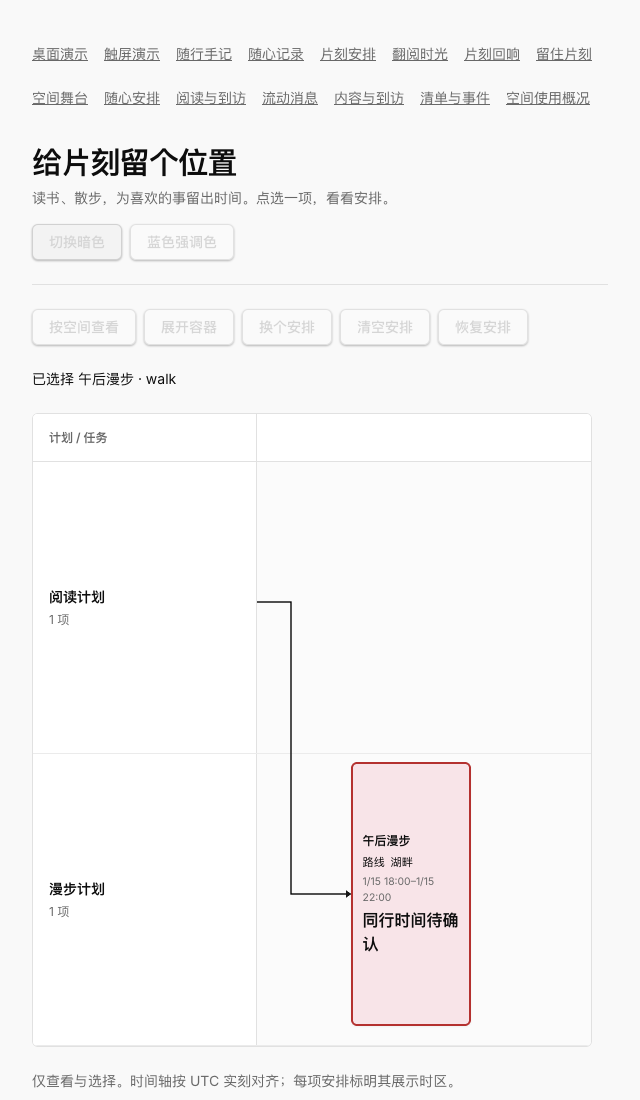 桌面演示 触屏演示 随行手记 随心记录 片刻安排 翻阅时光 片刻回响 留住片刻
空间舞台 随心安排 阅读与到访 流动消息 内容与到访 清单与事件 空间使用概况
给片刻留个位置
读书、散步，为喜欢的事留出时间。点选一项，看看安排。
切换暗色 蓝色强调色
按空间查看 展开容器 换个安排 清空安排 恢复安排
已选择 午后漫步 · walk
计划 / 任务
阅读计划
1 项
漫步计划
1 项
午后漫步
路线 湖畔
1/15 18:00–1/15
22:00
同行时间待确
认
仅查看与选择。时间轴按 UTC 实刻对齐；每项安排标明其展示时区。